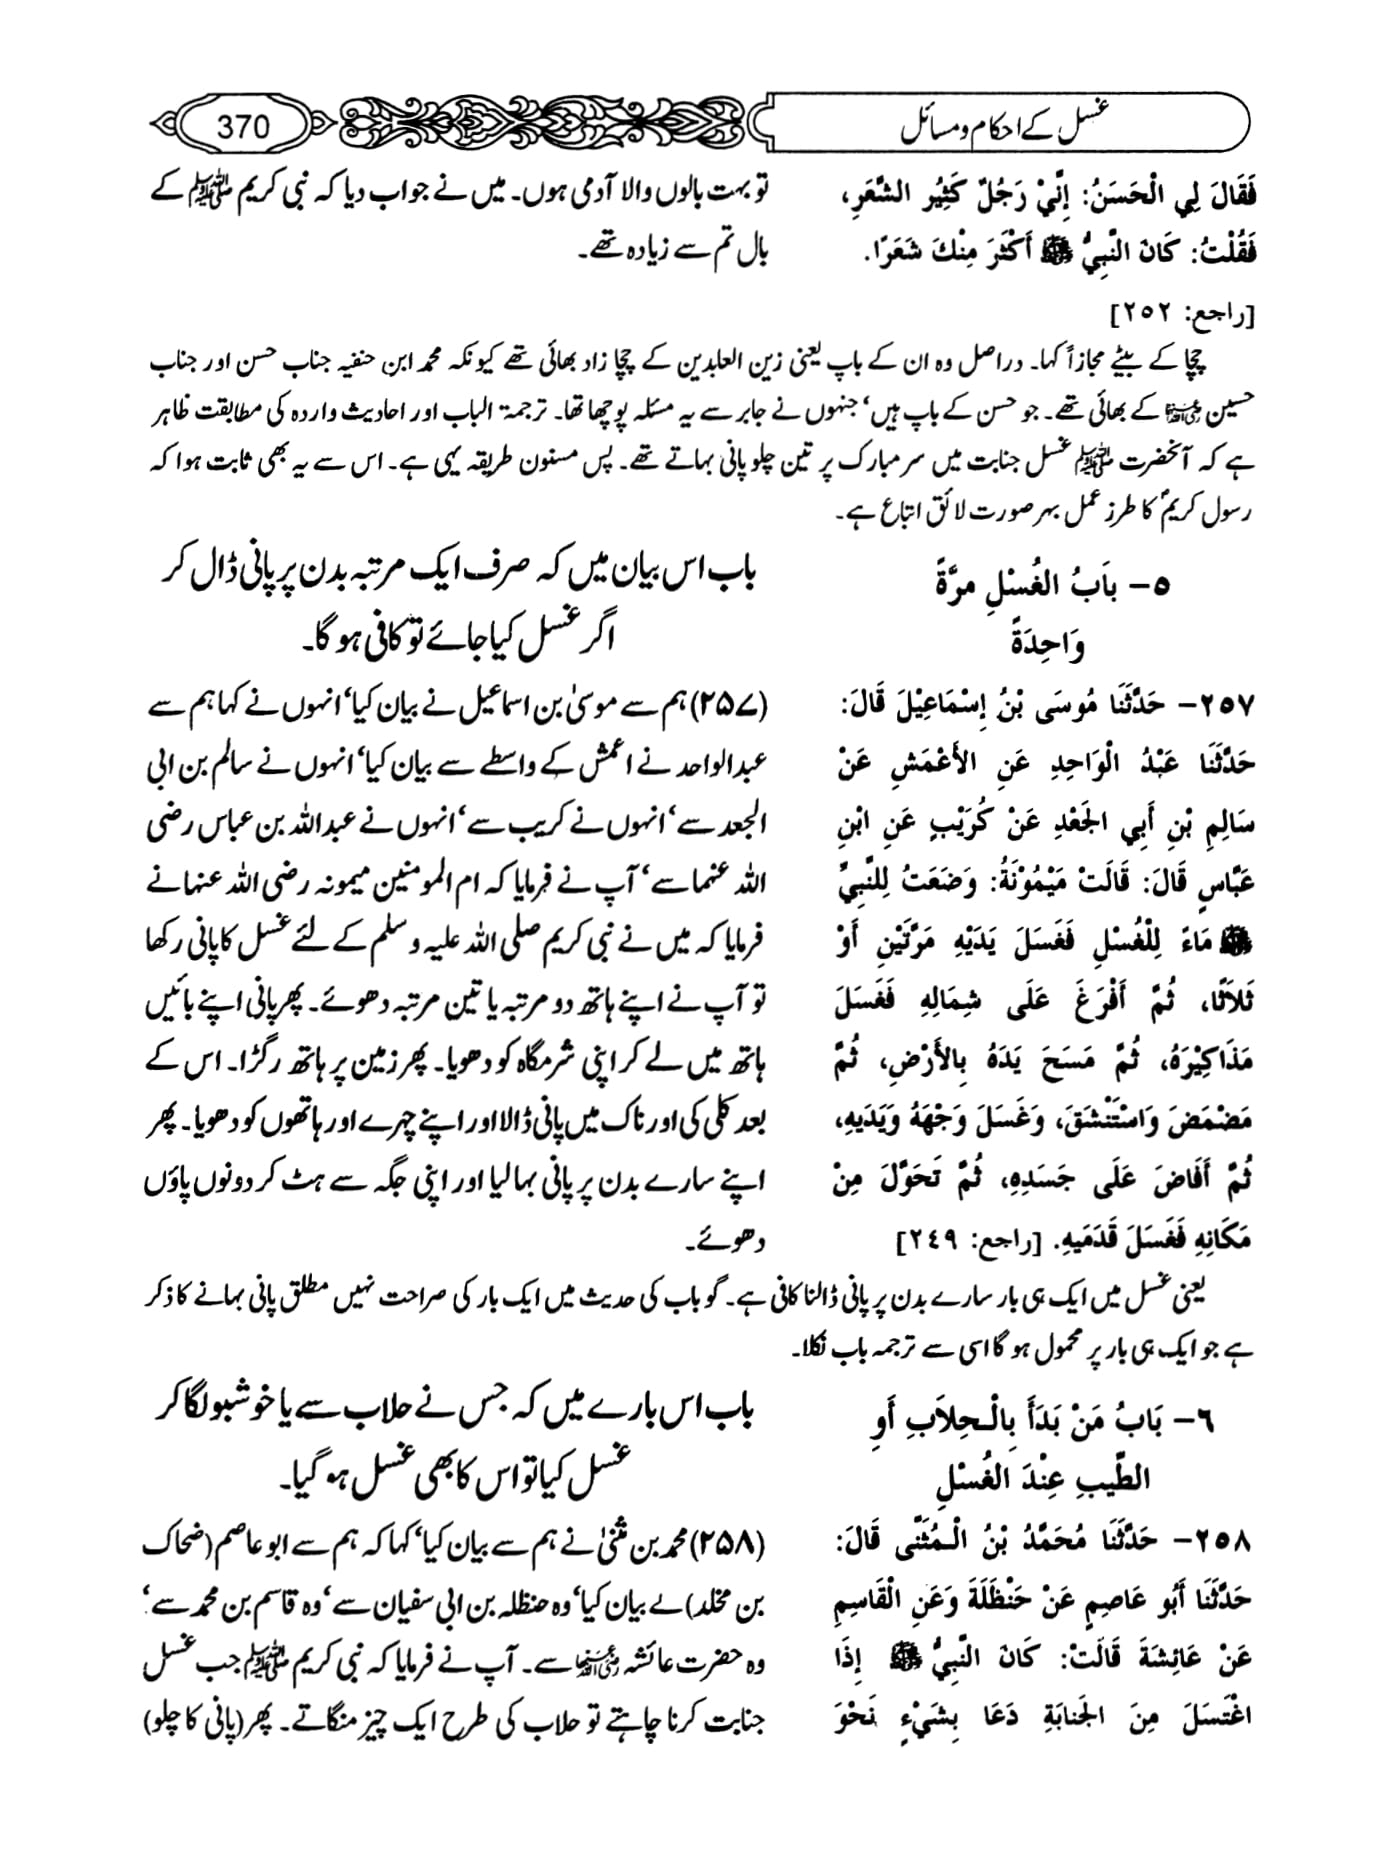 غسل کے احکام و مسائل
370
فَقَالَ لِي الْحَسَنُ: إِنِّيْ رَجُلٌ كَثِيْرُ الشَّعَرِ،
فَقُلْتُ: كَانَ النَّبِيُّ ﷺ أَكْثَرَ مِنْكَ شَعَرًا.
[راجع: ٢٥٢]
تو بہت بالوں والا آدمی ہوں۔ میں نے جواب دیا کہ نبی کریم ﷺ کے
بال تم سے زیادہ تھے۔
چچا کے بیٹے مجازاً کہا۔ دراصل وہ ان کے باپ یعنی زین العابدین کے چچا زاد بھائی تھے کیونکہ محمد ابن حنفیہ جناب حسن اور جناب
حسین رضی اللہ عنہما کے بھائی تھے۔ جو حسن کے باپ ہیں‘ جنہوں نے جابر سے یہ مسئلہ پوچھا تھا۔ ترجمۃ الباب اور احادیث واردہ کی مطابقت ظاہر
ہے کہ آنحضرت ﷺ غسل جنابت میں سر مبارک پر تین چلو پانی بہاتے تھے۔ پس مسنون طریقہ یہی ہے۔ اس سے یہ بھی ثابت ہوا کہ
رسول کریمؐ کا طرز عمل بہر صورت لائق اتباع ہے۔
٥- بَابُ الغُسْلِ مرَّةً
وَاحِدَةً
باب اس بیان میں کہ صرف ایک مرتبہ بدن پر پانی ڈال کر
اگر غسل کیا جائے تو کافی ہو گا۔
٢٥٧- حَدَّثَنَا مُوسَى بْنُ إِسْمَاعِيْلَ قَالَ:
حَدَّثَنَا عَبْدُ الْوَاحِدِ عَنِ الأَعْمَشِ عَنْ
سَالِمِ بْنِ أَبِي الجَعْدِ عَنْ كُرَيْبٍ عَنِ ابْنِ
عَبَّاسٍ قَالَ: قَالَتْ مَيْمُوْنَةُ: وَضَعَتُ لِلنَّبِيِّ
ﷺ مَاءً لِلْغُسْلِ فَغَسَلَ يَدَيْهِ مَرَّتَيْنِ أَوْ
ثَلاَثًا، ثُمَّ أَفْرَغَ عَلَى شِمَالِهِ فَغَسَلَ
مَذَاكِيْرَهُ، ثُمَّ مَسَحَ يَدَهُ بِالأَرْضِ، ثُمَّ
مَضْمَضَ وَاسْتَنْشَقَ، وَغَسَلَ وَجْهَهُ وَيَدَيهِ،
ثُمَّ أَفَاضَ عَلَى جَسَدِهِ، ثُمَّ تَحَوَّلَ مِنْ
مَكَانِهِ فَغَسَلَ قَدَمَيهِ. [راجع: ٢٤٩]
(۲۵۷) ہم سے موسیٰ بن اسماعیل نے بیان کیا‘ انہوں نے کہا ہم سے
عبدالواحد نے اعمش کے واسطے سے بیان کیا‘ انہوں نے سالم بن ابی
الجعد سے‘ انہوں نے کریب سے‘ انہوں نے عبداللہ بن عباس رضی
اللہ عنہما سے‘ آپ نے فرمایا کہ ام المومنین میمونہ رضی اللہ عنہا نے
فرمایا کہ میں نے نبی کریم صلی اللہ علیہ و سلم کے لئے غسل کا پانی رکھا
تو آپ نے اپنے ہاتھ دو مرتبہ یا تین مرتبہ دھوئے۔ پھر پانی اپنے بائیں
ہاتھ میں لے کر اپنی شرمگاہ کو دھویا۔ پھر زمین پر ہاتھ رگڑا۔ اس کے
بعد کلی کی اور ناک میں پانی ڈالا اور اپنے چہرے اور ہاتھوں کو دھویا۔ پھر
اپنے سارے بدن پر پانی بہا لیا اور اپنی جگہ سے ہٹ کر دونوں پاؤں
دھوئے۔
یعنی غسل میں ایک ہی بار سارے بدن پر پانی ڈالنا کافی ہے۔ گو باب کی حدیث میں ایک بار کی صراحت نہیں مطلق پانی بہانے کا ذکر
ہے جو ایک ہی بار پر محمول ہو گا اسی سے ترجمہ باب نکلا۔
٦- بَابُ مَنْ بَدَأَ بِالْحِلاَبِ أَوِ
الطَّيبِ عِنْدَ الغُسْلِ
باب اس بارے میں کہ جس نے حلاب سے یا خوشبو لگا کر
غسل کیا تو اس کا بھی غسل ہو گیا۔
٢٥٨- حَدَّثَنَا مُحَمَّدُ بْنُ الْمُثَنَّى قَالَ:
حَدَّثَنَا أَبُو عَاصِمٍ عَنْ حَنْظَلَةَ وَعَنِ الْقَاسِمِ
عَنْ عَائِشَةَ قَالَتْ: كَانَ النَّبِيُّ ﷺ إِذَا
اغْتَسَلَ مِنَ الجَنابَةِ دَعَا بِشَيْءٍ نَحْوَ
(۲۵۸) محمد بن مثنیٰ نے ہم سے بیان کیا‘ کہا کہ ہم سے ابو عاصم (ضحاک
بن مخلد) نے بیان کیا‘ وہ حنظلہ بن ابی سفیان سے‘ وہ قاسم بن محمد سے‘
وہ حضرت عائشہ رضی اللہ عنہا سے۔ آپ نے فرمایا کہ نبی کریم ﷺ جب غسل
جنابت کرنا چاہتے تو حلاب کی طرح ایک چیز منگاتے۔ پھر (پانی کا چلو)